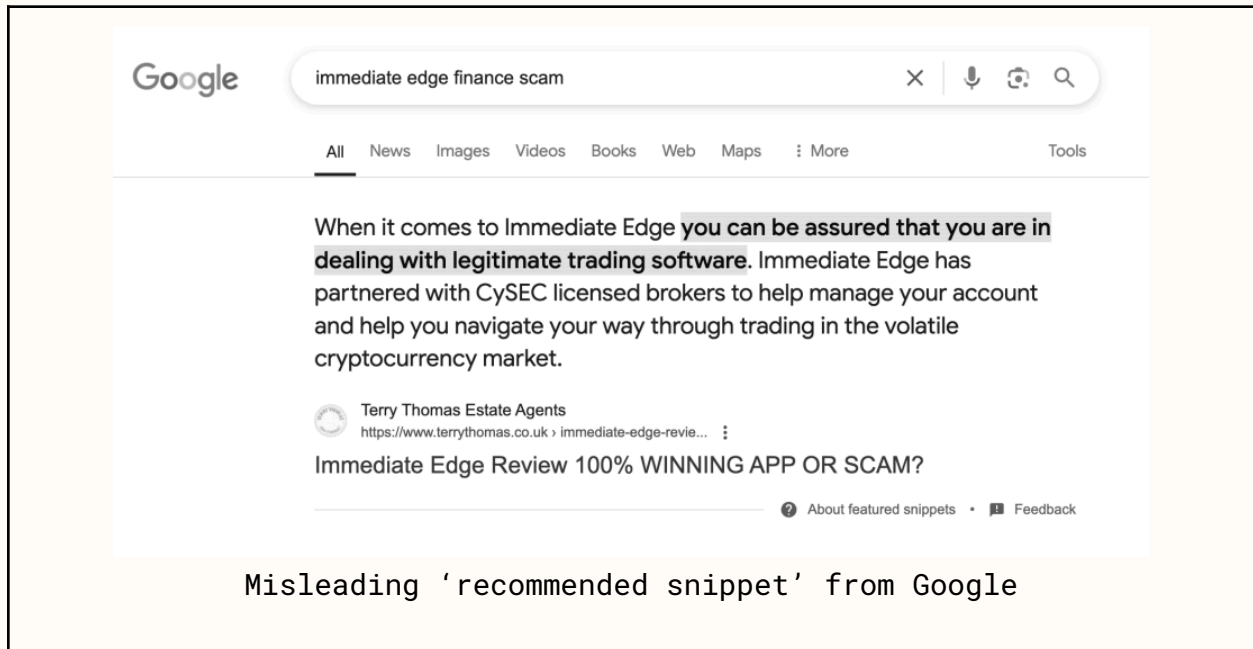 Google
immediate edge finance scam
All News Images Videos Books Web Maps More Tools
When it comes to Immediate Edge you can be assured that you are in
dealing with legitimate trading software. Immediate Edge has
partnered with CySEC licensed brokers to help manage your account
and help you navigate your way through trading in the volatile
cryptocurrency market.
Terry Thomas Estate Agents
https://www.terrythomas.co.uk › immediate-edge-revie...
Immediate Edge Review 100% WINNING APP OR SCAM?
About featured snippets • Feedback
Misleading ‘recommended snippet’ from Google